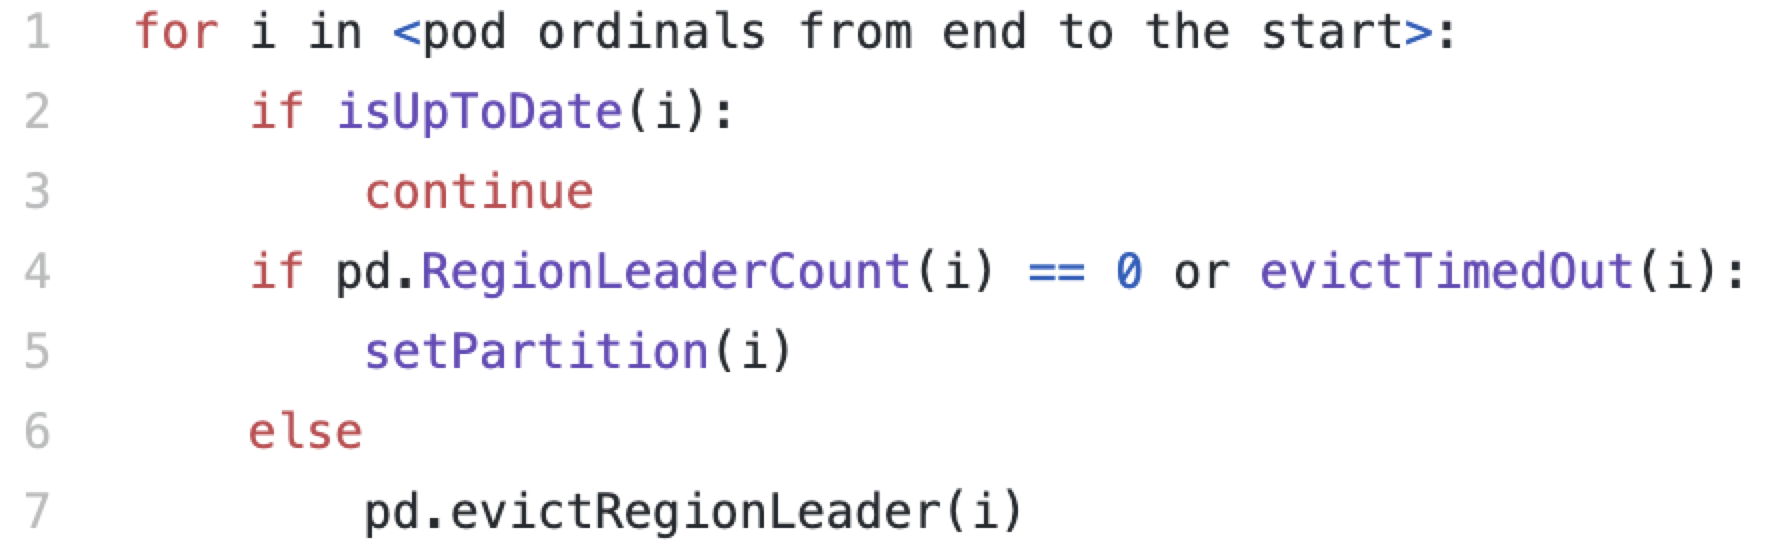 1 for i in <pod ordinals from end to the start>:
2 if isUpToDate(i):
3 continue
4 if pd.RegionLeaderCount(i) == 0 or evictTimedOut(i):
5 setPartition(i)
6 else
7 pd.evictRegionLeader(i)